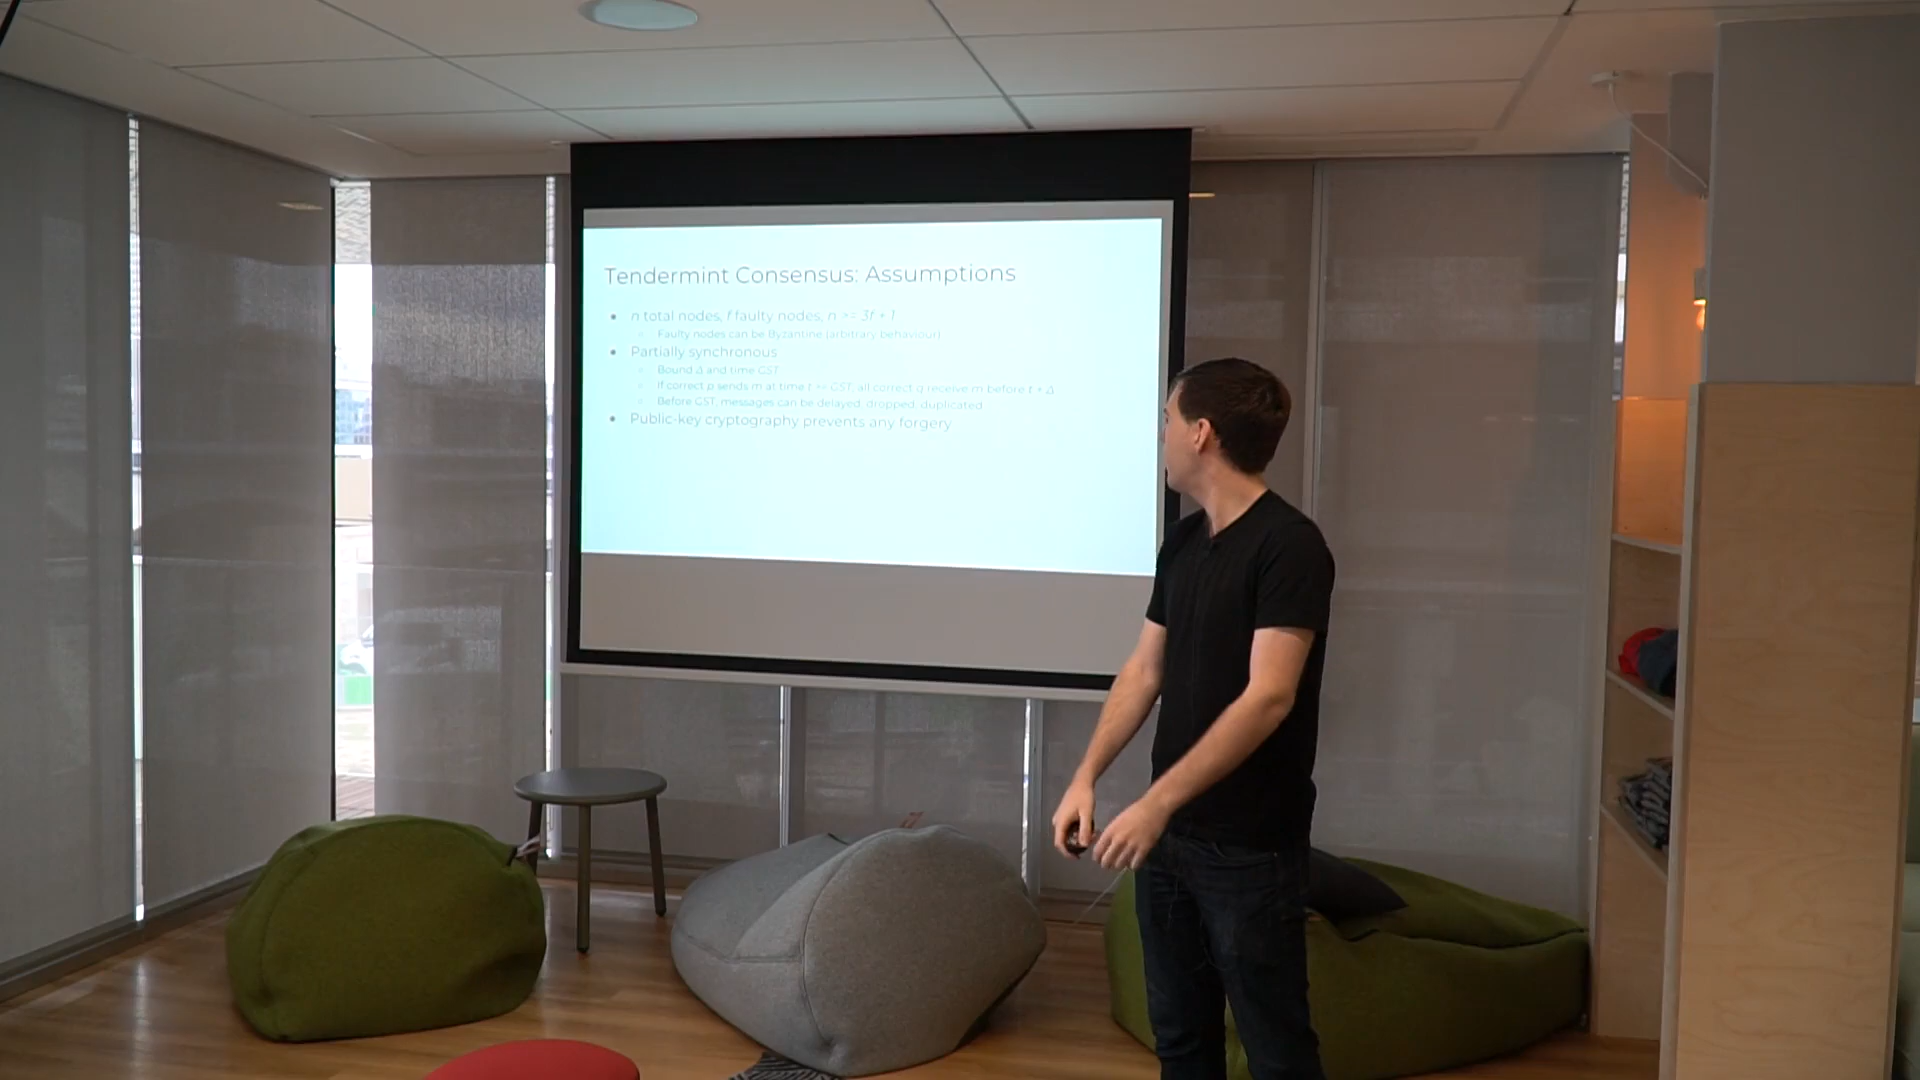 Tendermint Consensus: Assumptions
n total nodes, f faulty nodes, n >= 3f + 1
Faulty nodes can be Byzantine (arbitrary behaviour)
Partially synchronous
Bound Δ and time GST
If correct p sends m at time t >= GST, all correct q receive m before t + Δ
Before GST, messages can be delayed, dropped, duplicated
Public-key cryptography prevents any forgery